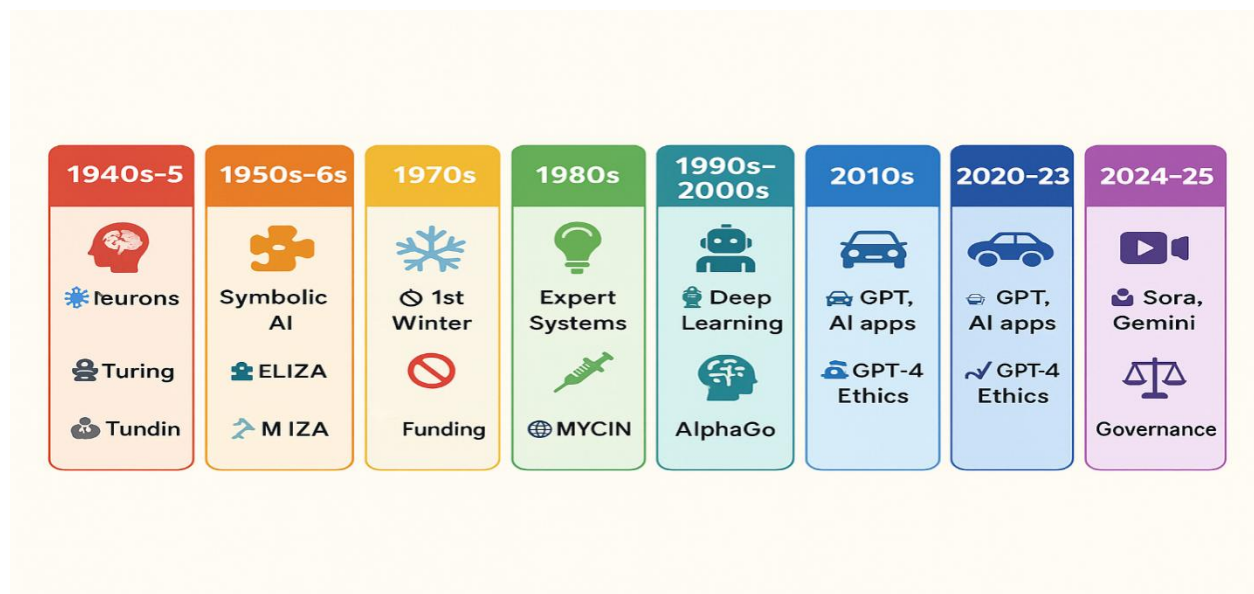 1940s–5
1950s–6s
1970s
1980s
1990s–
2000s
2010s
2020–23
2024–25
neurons
Turing
Tundin
Symbolic
AI
ELIZA
M IZA
1st
Winter
Funding
Expert
Systems
MYCIN
Deep
Learning
AlphaGo
GPT,
AI apps
GPT-4
Ethics
GPT,
AI apps
GPT-4
Ethics
Sora,
Gemini
Governance